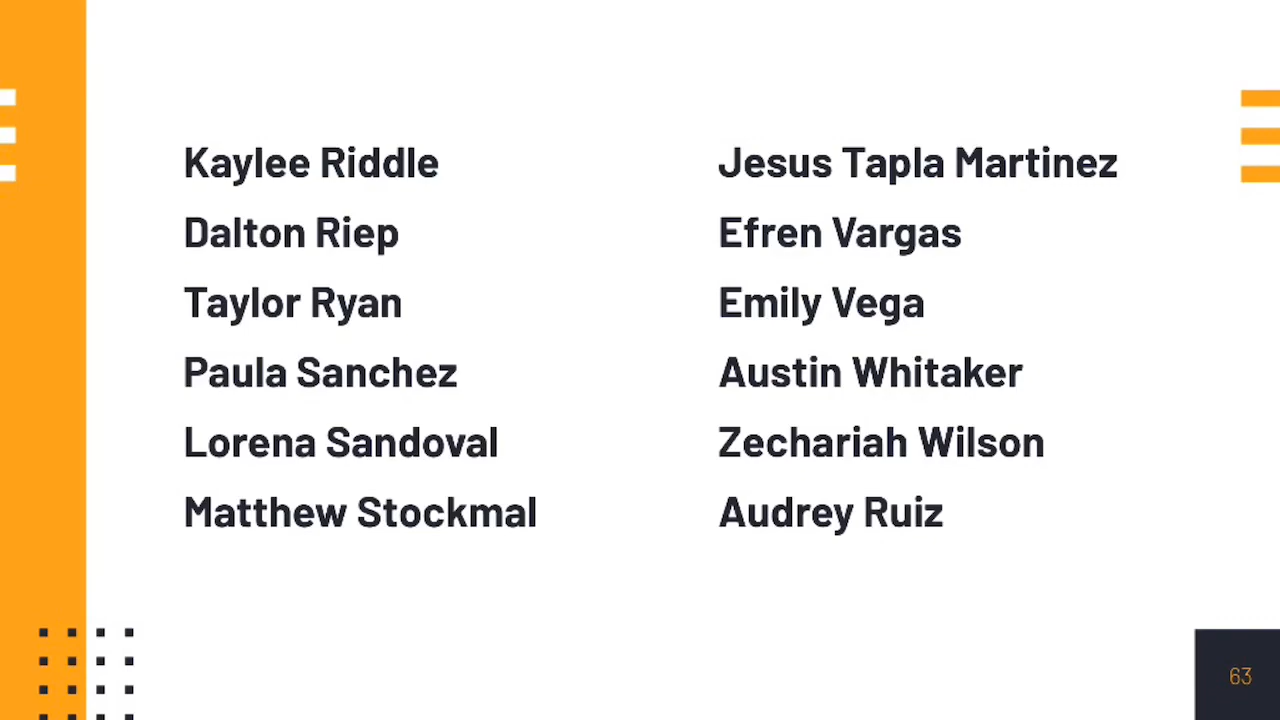 Kaylee Riddle
Dalton Riep
Taylor Ryan
Paula Sanchez
Lorena Sandoval
Matthew Stockmal
Jesus Tapla Martinez
Efren Vargas
Emily Vega
Austin Whitaker
Zechariah Wilson
Audrey Ruiz
63